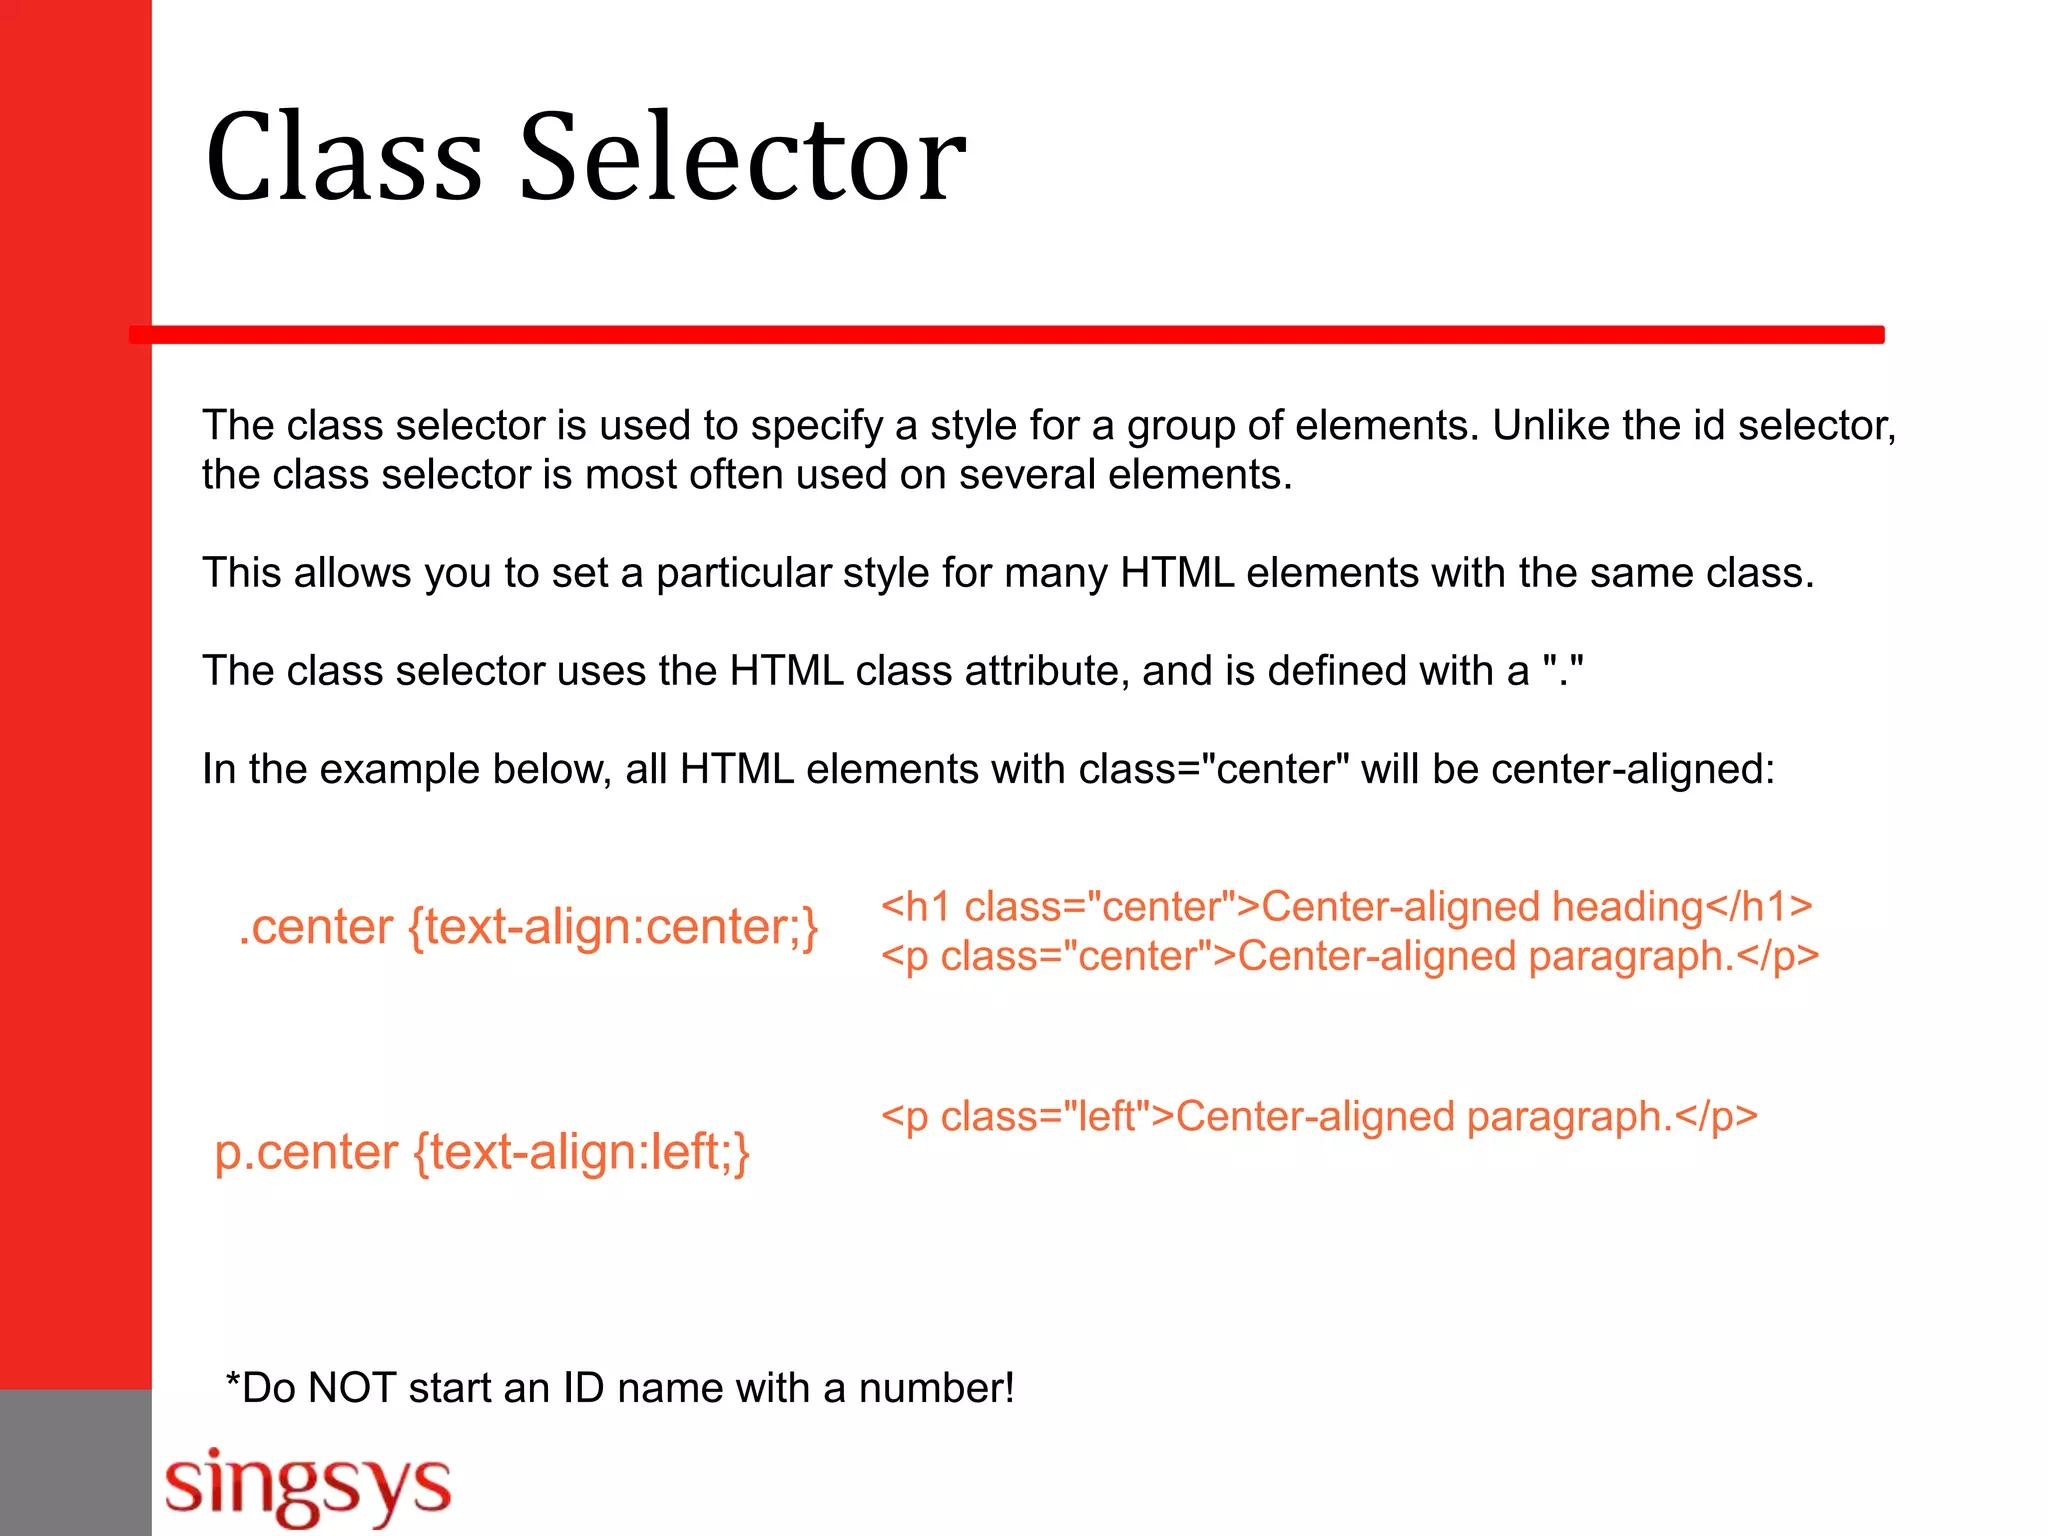 Class Selector
The class selector is used to specify a style for a group of elements. Unlike the id selector,
the class selector is most often used on several elements.
This allows you to set a particular style for many HTML elements with the same class.
The class selector uses the HTML class attribute, and is defined with a "."
In the example below, all HTML elements with class="center" will be center-aligned:
.center {text-align:center;}
<h1 class="center">Center-aligned heading</h1>
<p class="center">Center-aligned paragraph.</p>
p.center {text-align:left;}
<p class="left">Center-aligned paragraph.</p>
*Do NOT start an ID name with a number!
singsys